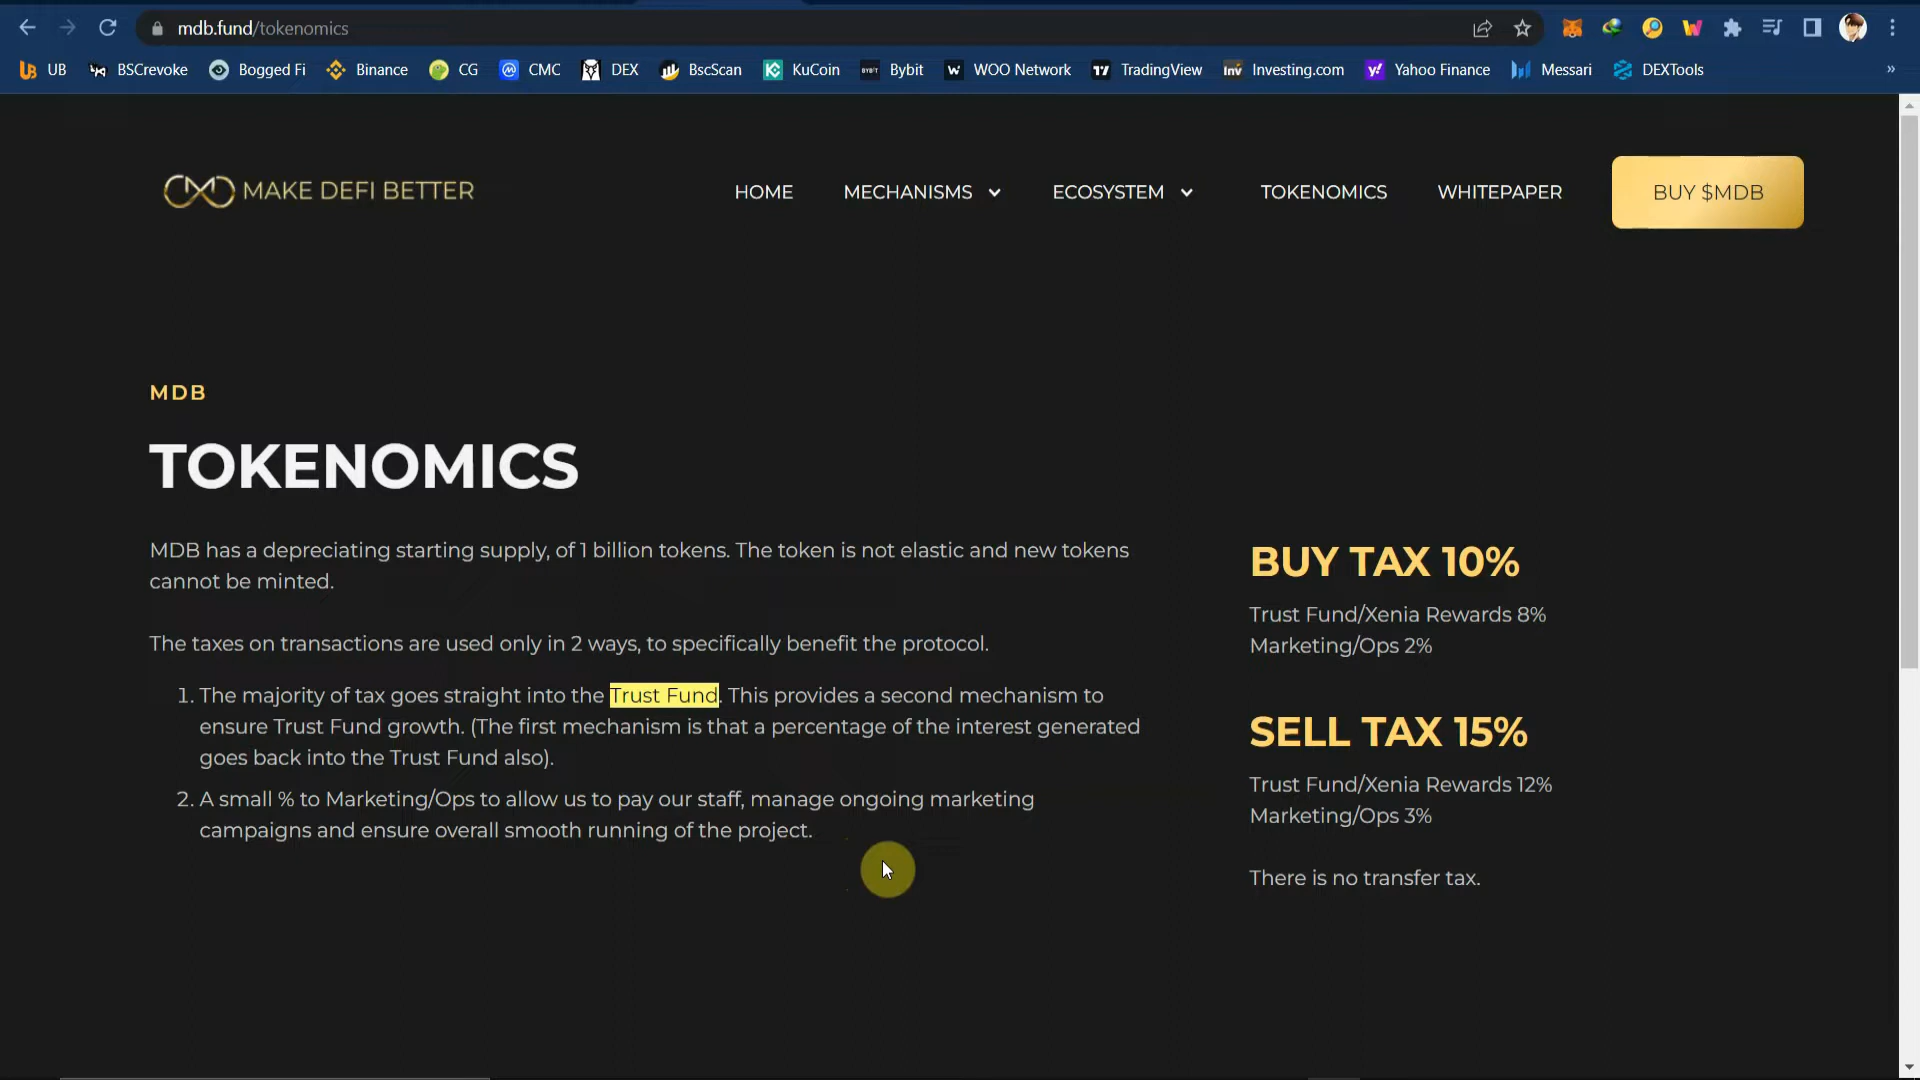 mdb.fund/tokenomics
UB BSCrevoke Bogged Fi Binance CG CMC DEX BscScan KuCoin Bybit WOO Network TradingView Investing.com Yahoo Finance Messari DEXTools »
MAKE DEFI BETTER HOME MECHANISMS ECOSYSTEM TOKENOMICS WHITEPAPER BUY $MDB
MDB
TOKENOMICS
MDB has a depreciating starting supply, of 1 billion tokens. The token is not elastic and new tokens
cannot be minted.
The taxes on transactions are used only in 2 ways, to specifically benefit the protocol.
1. The majority of tax goes straight into the Trust Fund. This provides a second mechanism to
ensure Trust Fund growth. (The first mechanism is that a percentage of the interest generated
goes back into the Trust Fund also).
2. A small % to Marketing/Ops to allow us to pay our staff, manage ongoing marketing
campaigns and ensure overall smooth running of the project.
BUY TAX 10%
Trust Fund/Xenia Rewards 8%
Marketing/Ops 2%
SELL TAX 15%
Trust Fund/Xenia Rewards 12%
Marketing/Ops 3%
There is no transfer tax.